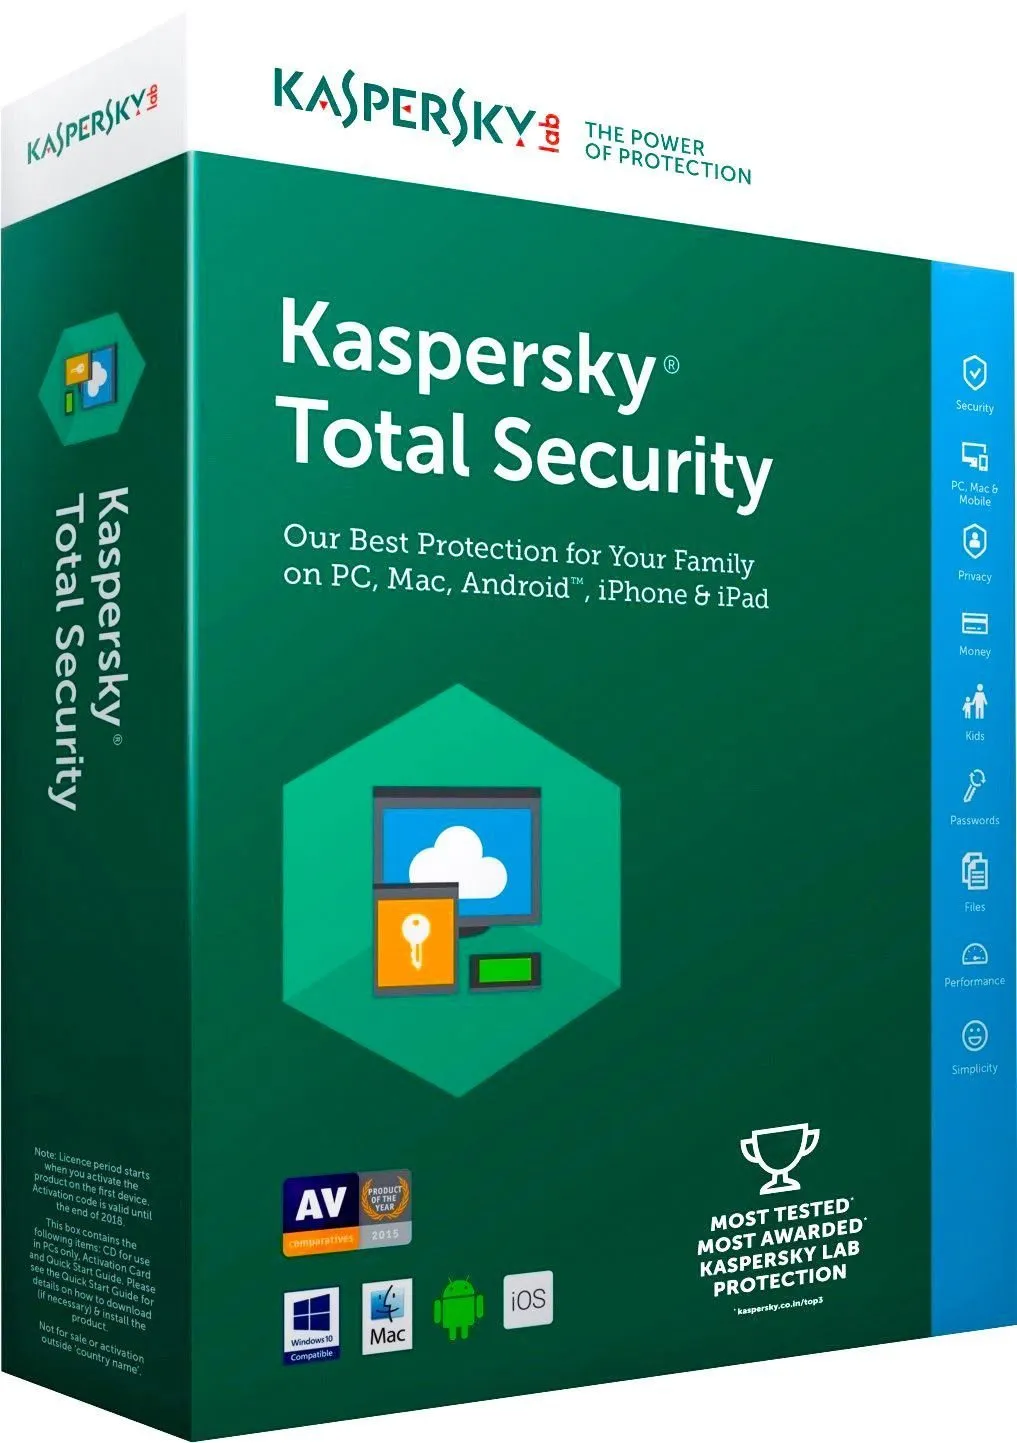 KASPERSKY lab
KASPERSKY lab
THE POWER
OF PROTECTION
Kaspersky®
Total Security
Our Best Protection for Your Family
on PC, Mac, Android™, iPhone & iPad
Kaspersky®
Total Security
Security
PC, Mac &
Mobile
Privacy
Money
Kids
Passwords
Files
Performance
Simplicity
Note: Licence period starts
when you activate the
product on the first device.
Activation code is valid until
the end of 2018.
This box contains the
following items: CD for use
in PCs only, Activation Card
and Quick Start Guide. Please
see the Quick Start Guide for
details on how to download
(if necessary) & install the
product.
Not for sale or activation
outside 'country name'.
AV
comparatives
PRODUCT
OF THE
YEAR
2015
Windows 10
Compatible
Mac
iOS
MOST TESTED*
MOST AWARDED*
KASPERSKY LAB
PROTECTION
*kaspersky.co.in/top3